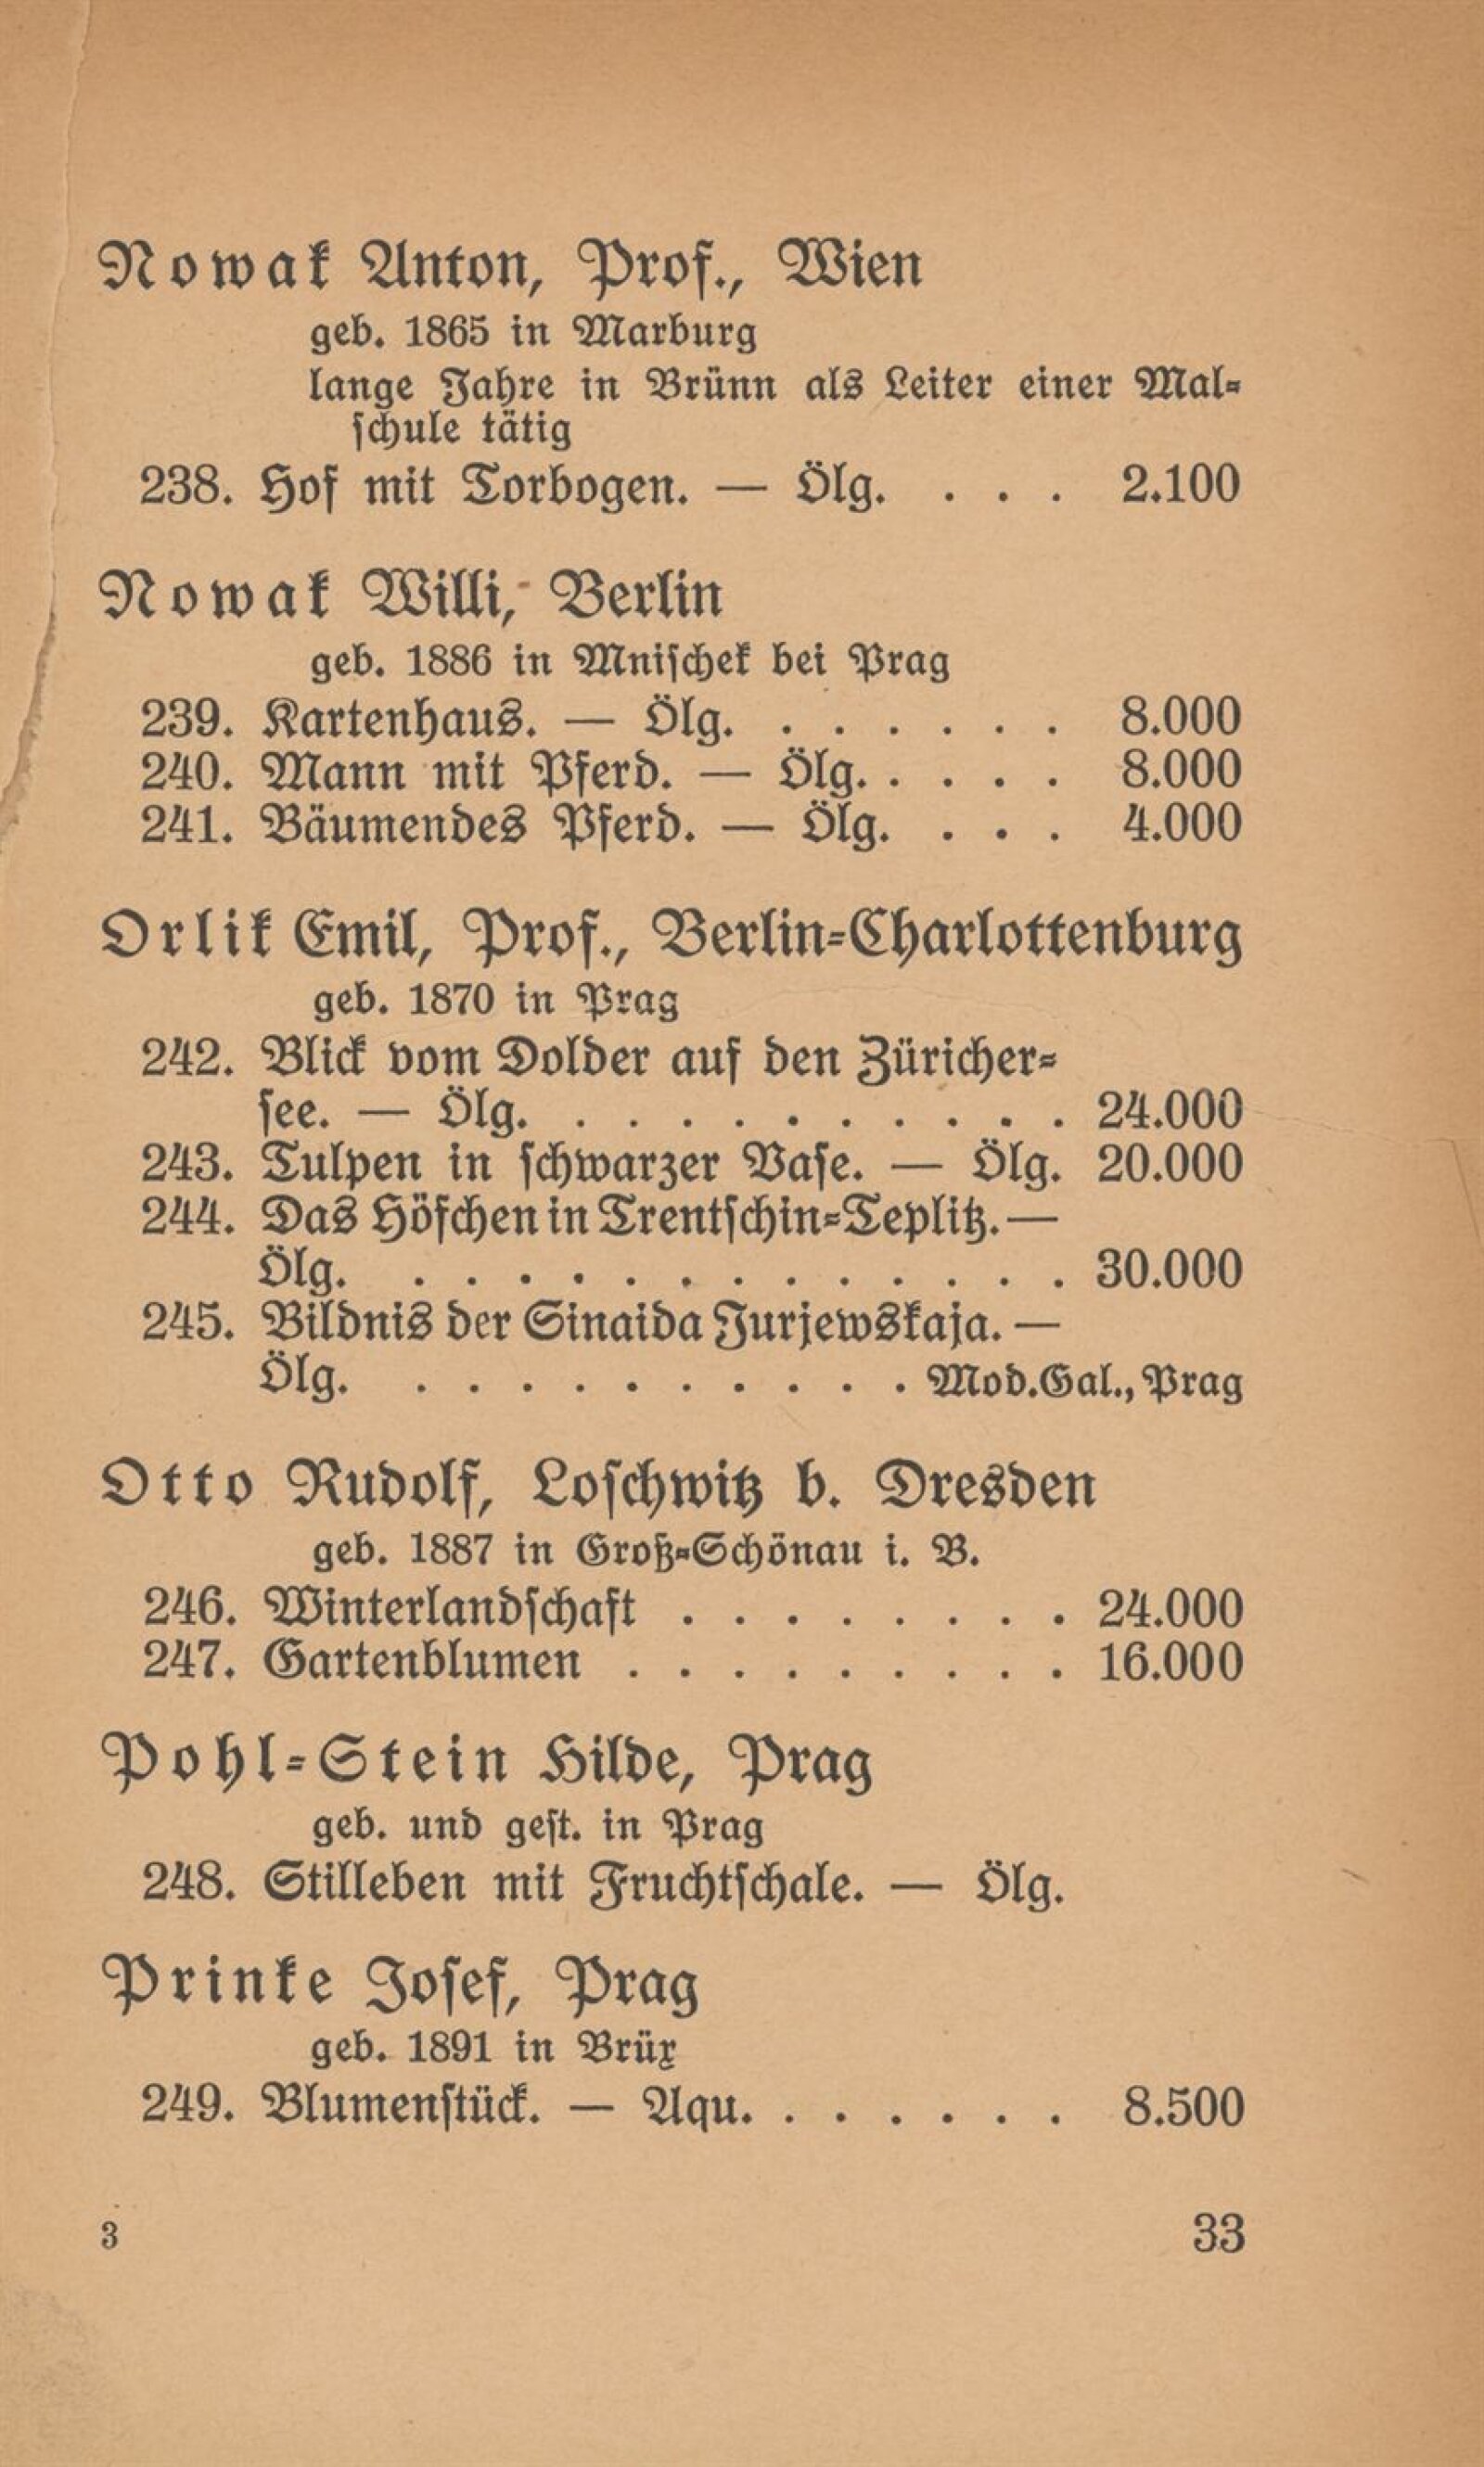 Nowak Anton, Prof., Wien
geb. 1865 in Marburg
lange Jahre in Brünn als Leiter einer Mal-
schule tätig
238. Hof mit Torbogen. — Ölg. . . . 2.100
Nowak Willi, Berlin
geb. 1886 in Mnischek bei Prag
239. Kartenhaus. — Ölg. . . . . . . 8.000
240. Mann mit Pferd. — Ölg. . . . . 8.000
241. Bäumendes Pferd. — Ölg. . . . 4.000
Orlik Emil, Prof., Berlin-Charlottenburg
geb. 1870 in Prag
242. Blick vom Dolder auf den Züricher-
see. — Ölg. . . . . . . . . . . 24.000
243. Tulpen in schwarzer Vase. — Ölg. 20.000
244. Das Höfchen in Trentschin-Teplitz. —
Ölg. . . . . . . . . . . . . . 30.000
245. Bildnis der Sinaida Jurjewskaja. —
Ölg. . . . . . . . . . . Mod. Gal., Prag
Otto Rudolf, Loschwitz b. Dresden
geb. 1887 in Groß-Schönau i. B.
246. Winterlandschaft . . . . . . . . 24.000
247. Gartenblumen . . . . . . . . . 16.000
Pohl-Stein Hilde, Prag
geb. und gest. in Prag
248. Stilleben mit Fruchtschale. — Ölg.
Prinke Josef, Prag
geb. 1891 in Brüx
249. Blumenstück. — Aqu. . . . . . . 8.500
3 33